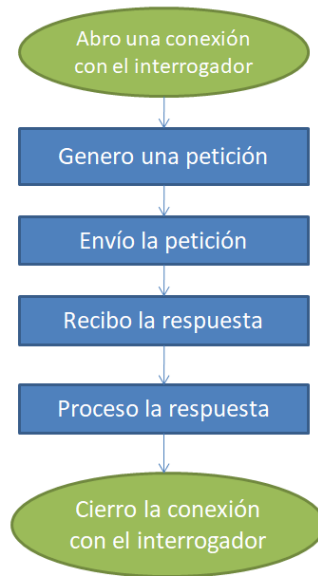 Abro una conexión
con el interrogador
Genero una petición
Envío la petición
Recibo la respuesta
Proceso la respuesta
Cierro la conexión
con el interrogador